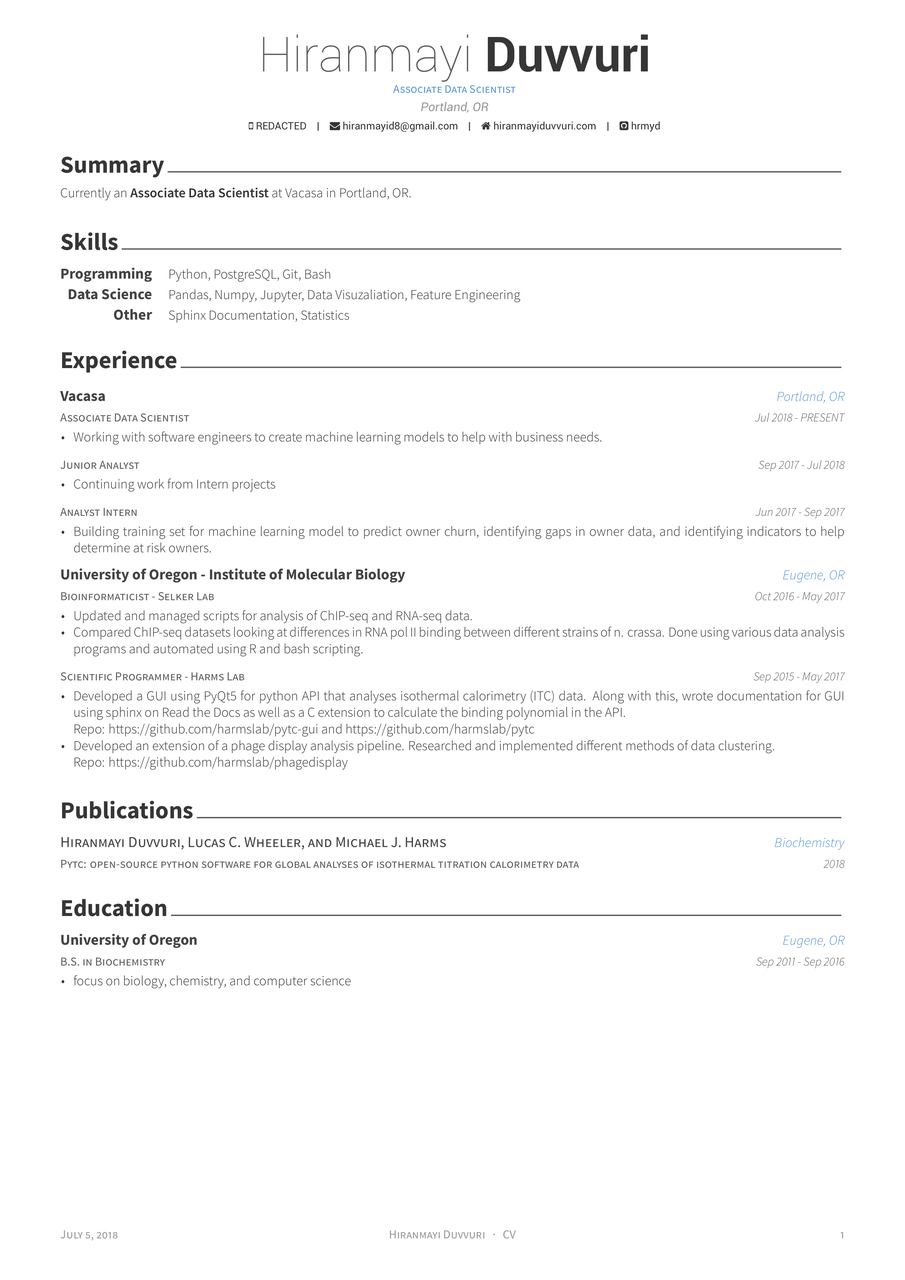 Hiranmayi Duvvuri
Associate Data Scientist
Portland, OR
REDACTED | hiranmayid8@gmail.com | hiranmayiduvvuri.com | hrmyd
Summary
Currently an Associate Data Scientist at Vacasa in Portland, OR.
Skills
Programming Python, PostgreSQL, Git, Bash
Data Science Pandas, Numpy, Jupyter, Data Visuzaliation, Feature Engineering
Other Sphinx Documentation, Statistics
Experience
Vacasa Portland, OR
Associate Data Scientist Jul 2018 - PRESENT
• Working with software engineers to create machine learning models to help with business needs.
Junior Analyst Sep 2017 - Jul 2018
• Continuing work from Intern projects
Analyst Intern Jun 2017 - Sep 2017
• Building training set for machine learning model to predict owner churn, identifying gaps in owner data, and identifying indicators to help
determine at risk owners.
University of Oregon - Institute of Molecular Biology Eugene, OR
Bioinformaticist - Selker Lab Oct 2016 - May 2017
• Updated and managed scripts for analysis of ChIP-seq and RNA-seq data.
• Compared ChIP-seq datasets looking at differences in RNA pol II binding between different strains of n. crassa. Done using various data analysis
programs and automated using R and bash scripting.
Scientific Programmer - Harms Lab Sep 2015 - May 2017
• Developed a GUI using PyQt5 for python API that analyses isothermal calorimetry (ITC) data. Along with this, wrote documentation for GUI
using sphinx on Read the Docs as well as a C extension to calculate the binding polynomial in the API.
Repo: https://github.com/harmslab/pytc-gui and https://github.com/harmslab/pytc
• Developed an extension of a phage display analysis pipeline. Researched and implemented different methods of data clustering.
Repo: https://github.com/harmslab/phagedisplay
Publications
Hiranmayi Duvvuri, Lucas C. Wheeler, and Michael J. Harms Biochemistry
Pytc: open-source python software for global analyses of isothermal titration calorimetry data 2018
Education
University of Oregon Eugene, OR
B.S. in Biochemistry Sep 2011 - Sep 2016
• focus on biology, chemistry, and computer science
July 5, 2018 Hiranmayi Duvvuri · CV 1